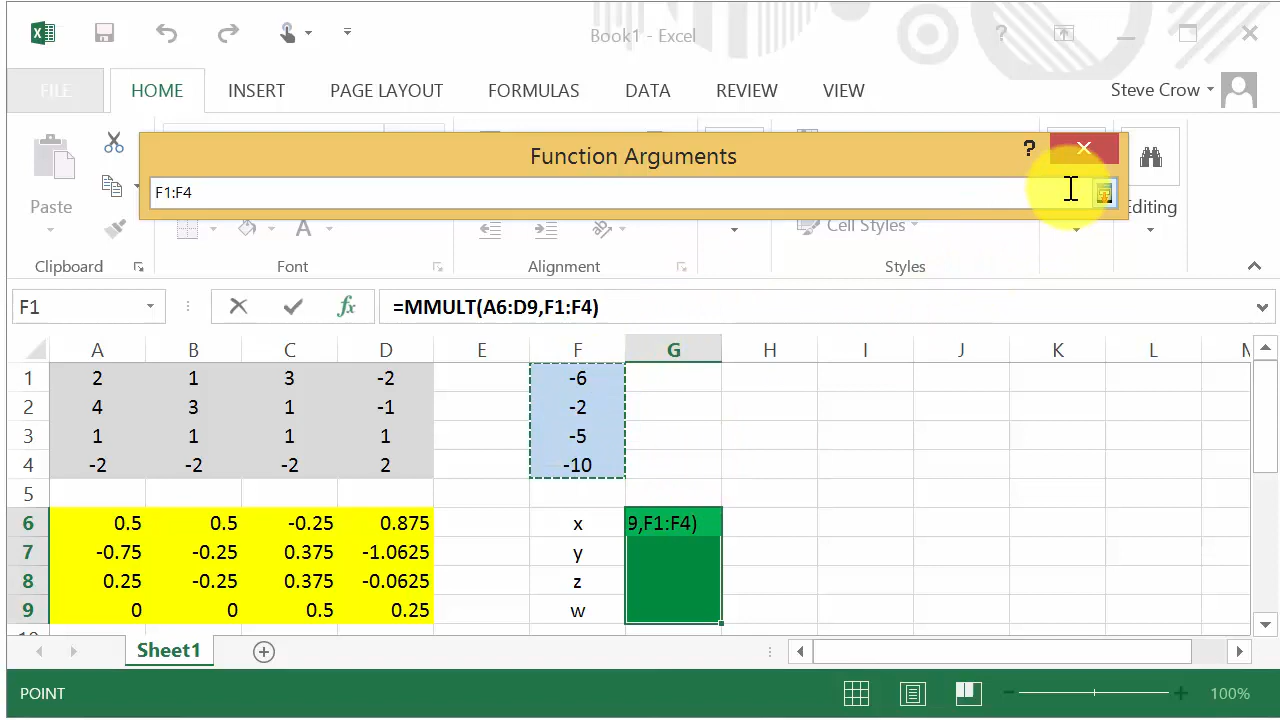 Book1 - Excel
?
FILE HOME INSERT PAGE LAYOUT FORMULAS DATA REVIEW VIEW Steve Crow
Function Arguments ?
F1:F4
Paste
Editing
Cell Styles
Clipboard Font Alignment Styles
F1 fx =MMULT(A6:D9,F1:F4)
A B C D E F G H I J K L
1 2 1 3 -2 -6
2 4 3 1 -1 -2
3 1 1 1 1 -5
4 -2 -2 -2 2 -10
5
6 0.5 0.5 -0.25 0.875 x 9,F1:F4)
7 -0.75 -0.25 0.375 -1.0625 y
8 0.25 -0.25 0.375 -0.0625 z
9 0 0 0.5 0.25 w
Sheet1
POINT 100%